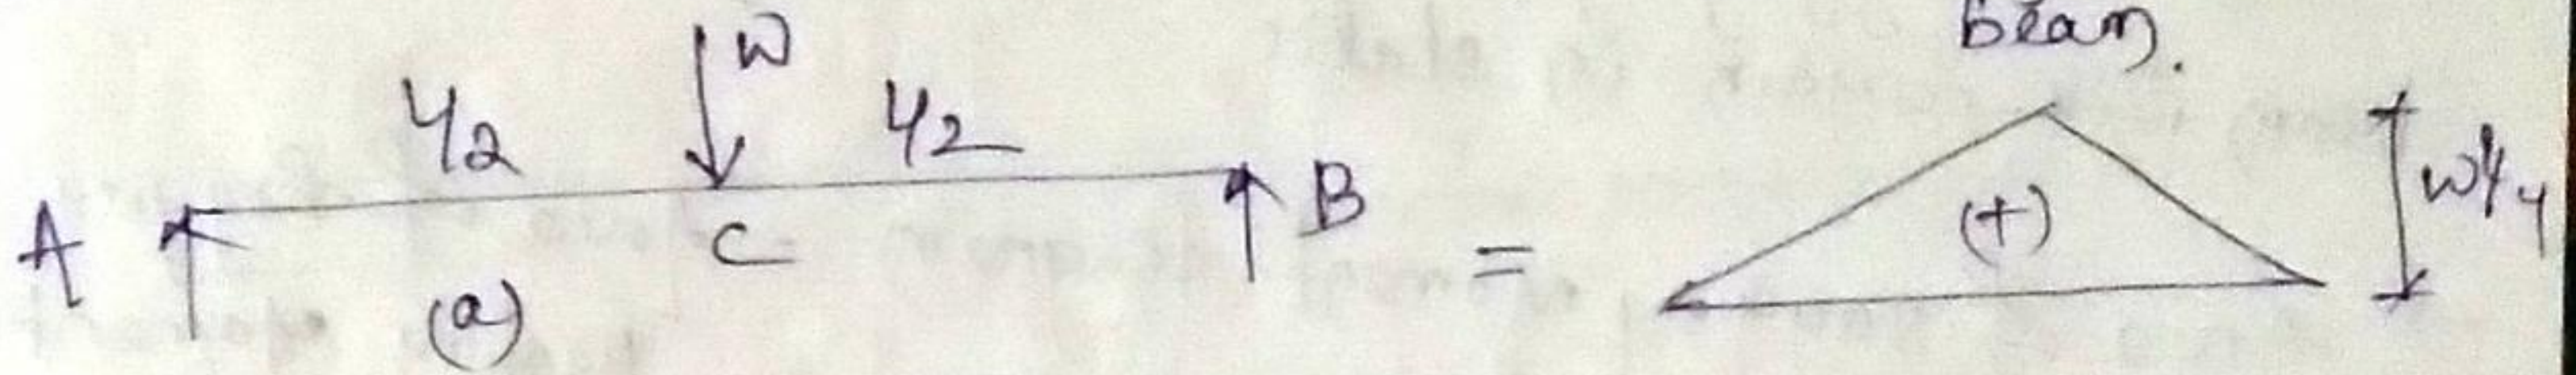 beam.
W
l/2 l/2
A B
C
= (+) wl/4
(a)